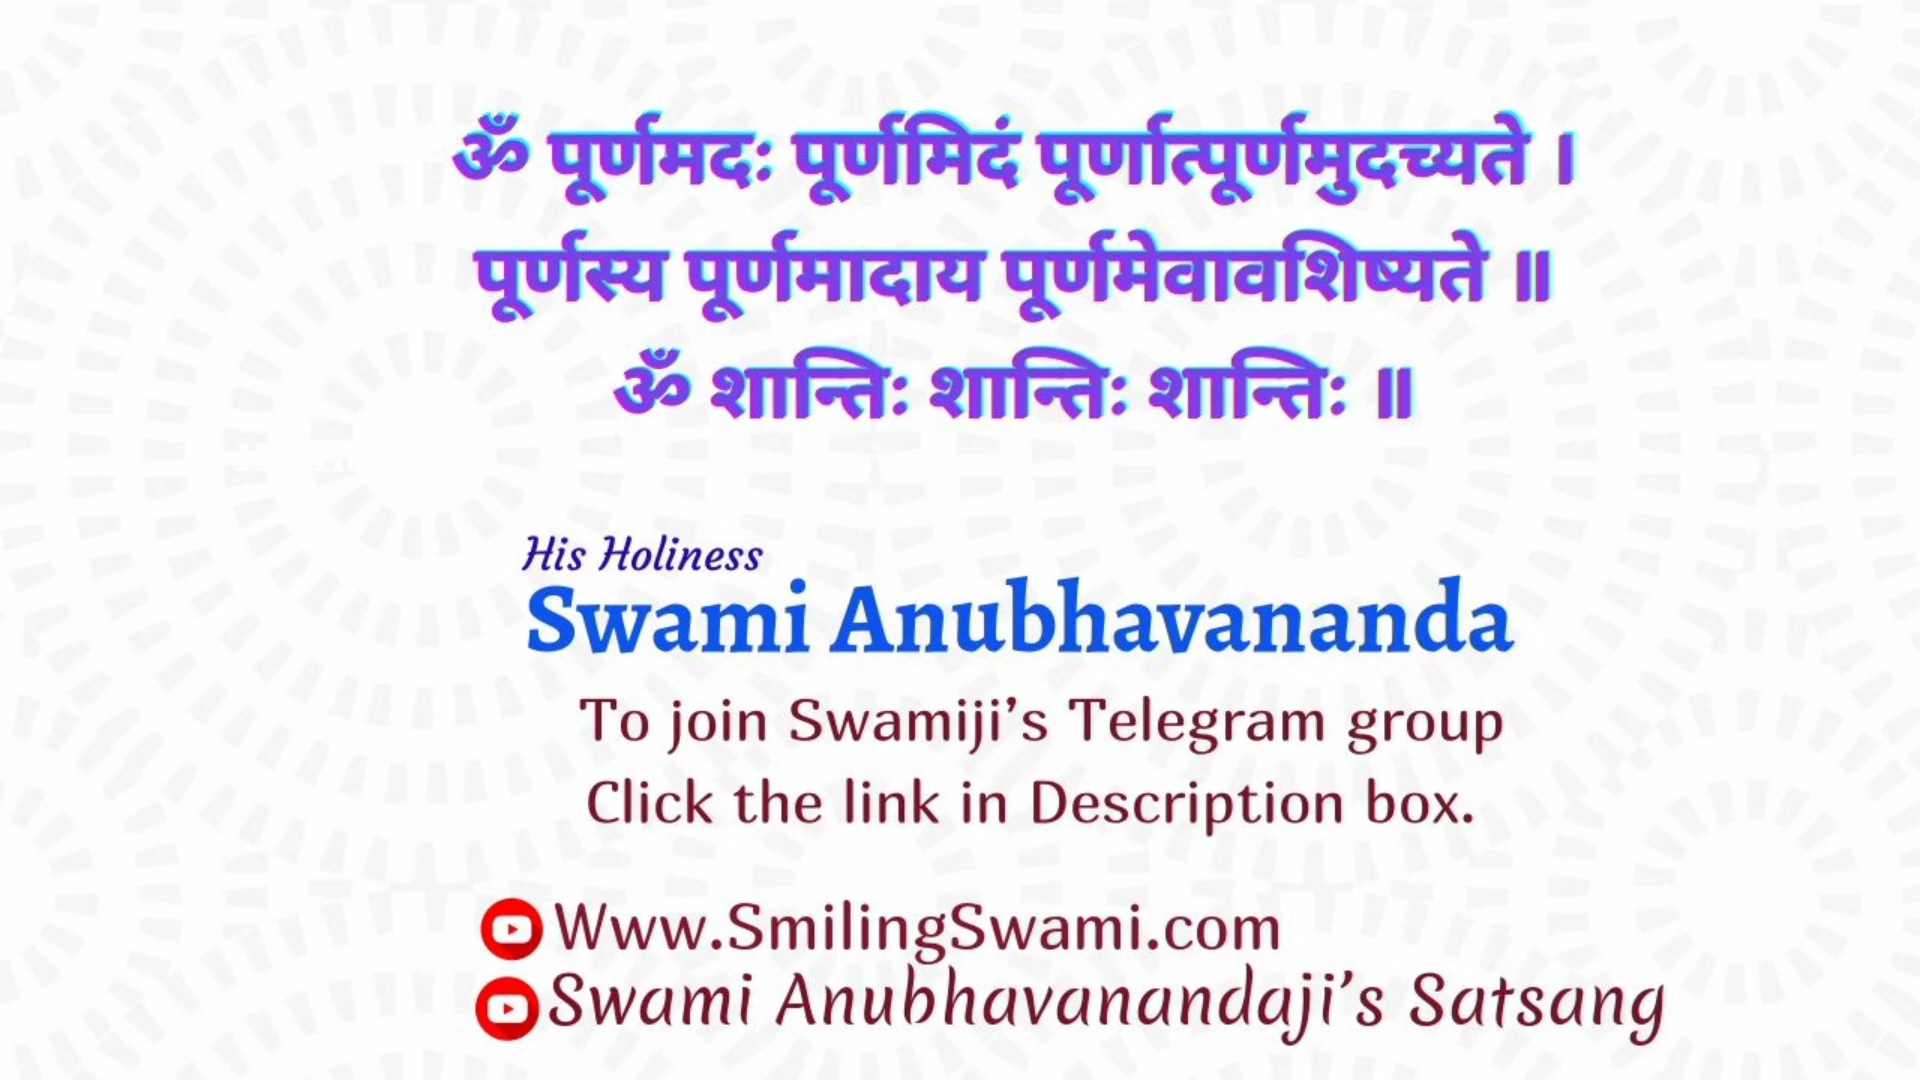 ॐ पूर्णमदः पूर्णमिदं पूर्णात्पूर्णमुदच्यते ।
पूर्णस्य पूर्णमादाय पूर्णमेवावशिष्यते ॥
ॐ शान्तिः शान्तिः शान्तिः ॥
His Holiness
Swami Anubhavananda
To join Swamiji’s Telegram group
Click the link in Description box.
Www.SmilingSwami.com
Swami Anubhavanandaji’s Satsang